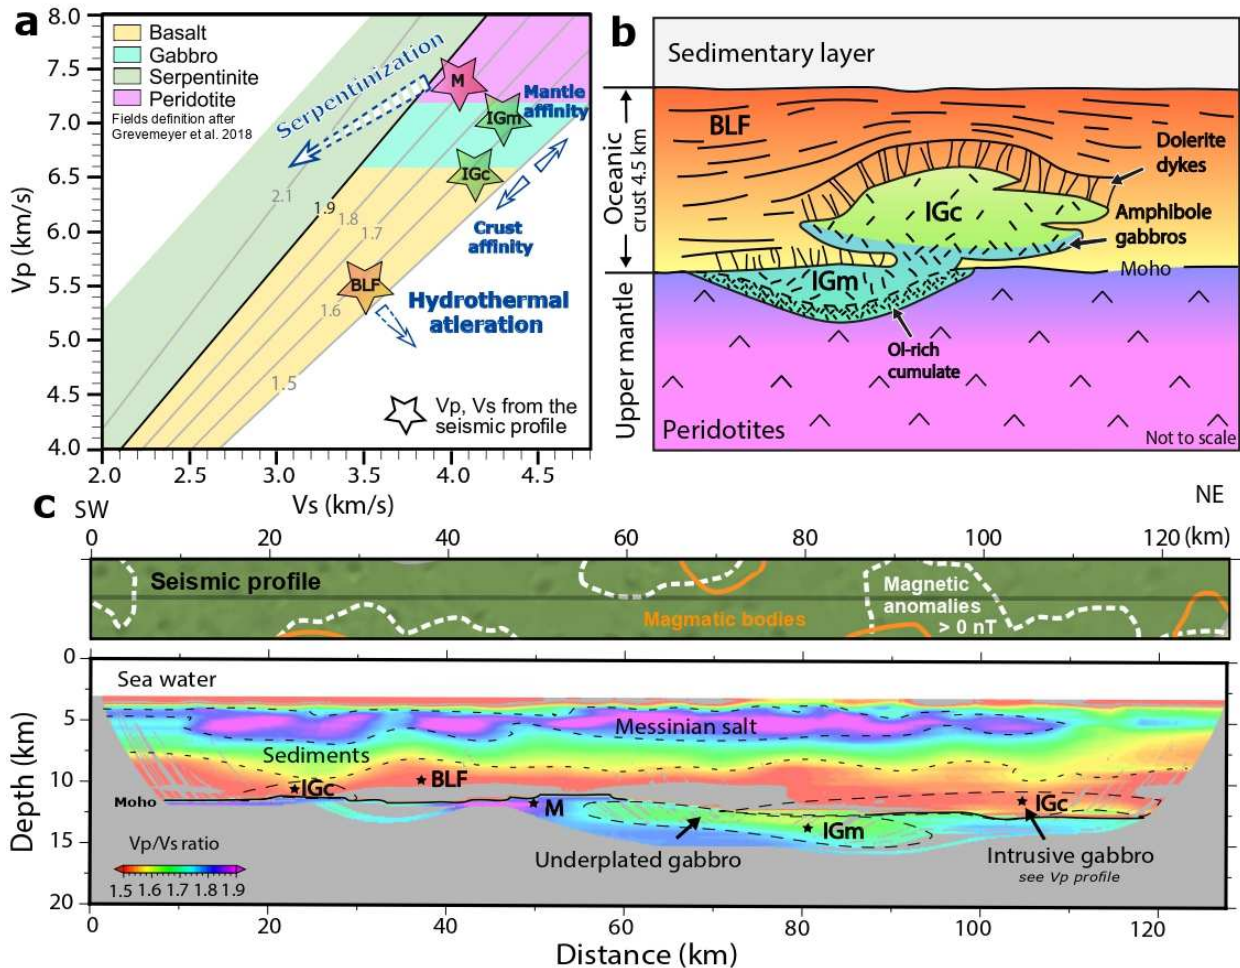 a
8.0
7.5
7.0
6.5
6.0
5.5
5.0
4.5
4.0
Vp (km/s)
Basalt
Gabbro
Serpentinite
Peridotite
Fields definition after
Grevemeyer et al. 2018
Serpentinization
M
Mantle
affinity
IGm
IGc
2.1
1.9
1.8
1.7
1.6
1.5
Crust
affinity
BLF
Hydrothermal
atleration
Vp, Vs from the
seismic profile
2.0
2.5
3.0
3.5
4.0
4.5
Vs (km/s)
b
Sedimentary layer
Oceanic
crust 4.5 km
Upper mantle
BLF
Dolerite
dykes
IGc
Amphibole
gabbros
Moho
IGm
Ol-rich
cumulate
Peridotites
Not to scale
c
SW
NE
0
20
40
60
80
100
120
(km)
Seismic profile
Magmatic bodies
Magnetic
anomalies
> 0 nT
0
5
10
15
20
Depth (km)
Sea water
Messinian salt
Sediments
IGc
BLF
Moho
M
IGc
IGm
Underplated gabbro
Intrusive gabbro
see Vp profile
Vp/Vs ratio
1.5 1.6 1.7 1.8 1.9
0
20
40
60
80
100
120
Distance (km)